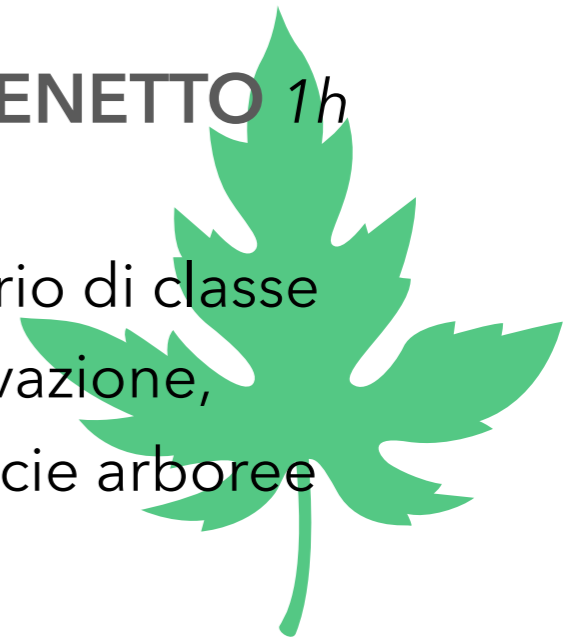 ENETTO 1h
rio di classe
vazione,
cie arboree